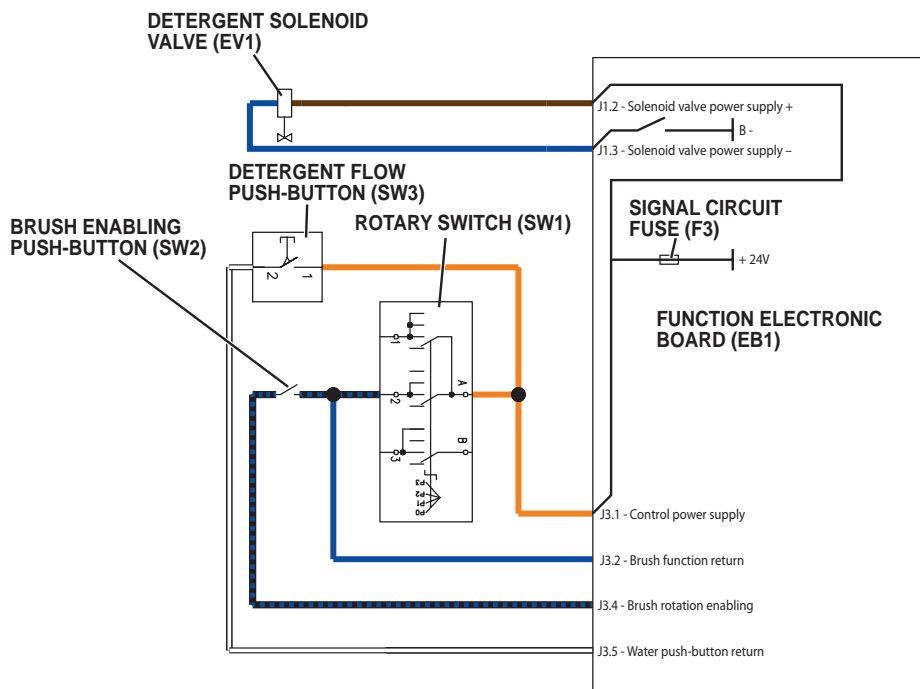 DETERGENT SOLENOID
VALVE (EV1)
J1.2 - Solenoid valve power supply +
B -
J1.3 - Solenoid valve power supply –
DETERGENT FLOW
PUSH-BUTTON (SW3)
ROTARY SWITCH (SW1)
SIGNAL CIRCUIT
FUSE (F3)
BRUSH ENABLING
PUSH-BUTTON (SW2)
+ 24V
2
1
FUNCTION ELECTRONIC
BOARD (EB1)
1
A
2
B
3
P3
P2
P1
P0
J3.1 - Control power supply
J3.2 - Brush function return
J3.4 - Brush rotation enabling
J3.5 - Water push-button return